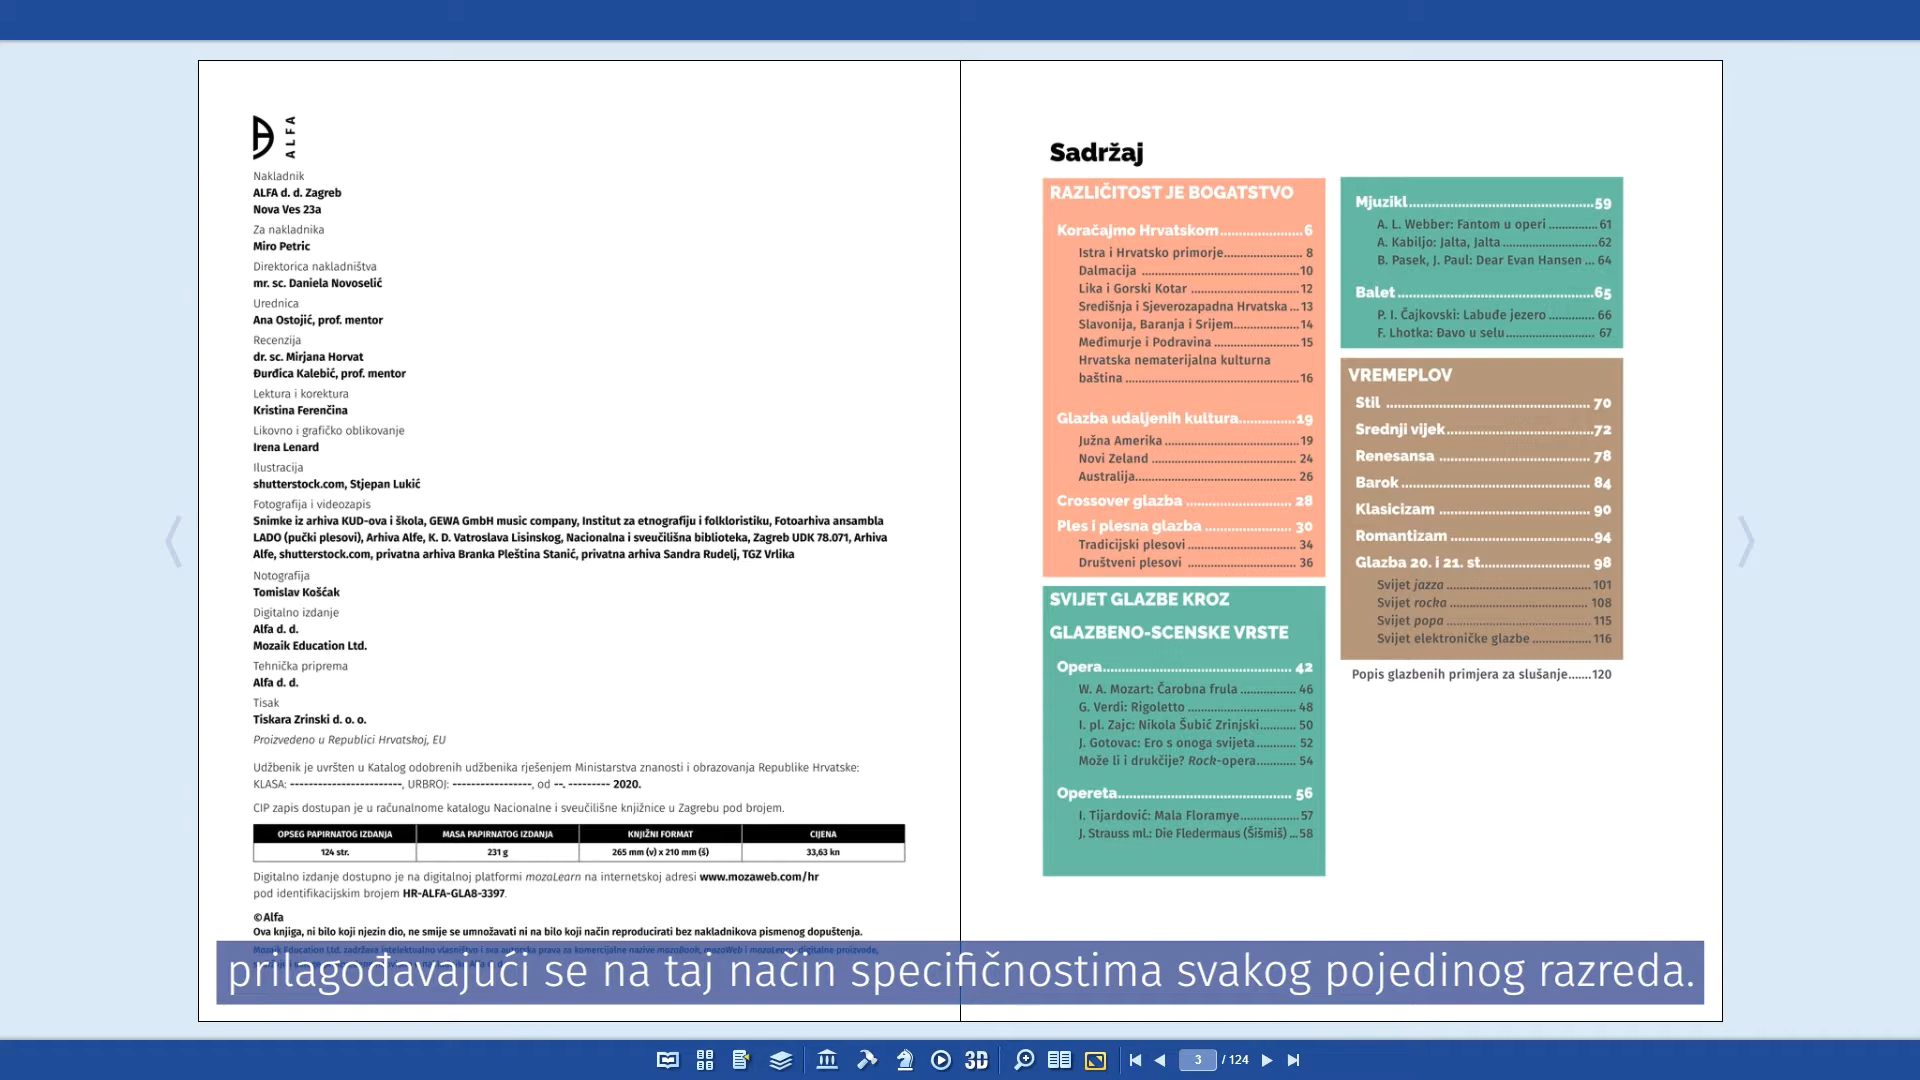 ALFA
Nakladnik
ALFA d. d. Zagreb
Nova Ves 23a
Za nakladnika
Miro Petric
Direktorica nakladništva
mr. sc. Daniela Novoselić
Urednica
Ana Ostojić, prof. mentor
Recenzija
dr. sc. Mirjana Horvat
Đurđica Kalebić, prof. mentor
Lektura i korektura
Kristina Ferenčina
Likovno i grafičko oblikovanje
Irena Lenard
Ilustracija
shutterstock.com, Stjepan Lukić
Fotografija i videozapis
Snimke iz arhiva KUD-ova i škola, GEWA GmbH music company, Institut za etnografiju i folkloristiku, Fotoarhiva ansambla
LADO (pučki plesovi), Arhiva Alfe, K. D. Vatroslava Lisinskog, Nacionalna i sveučilišna biblioteka, Zagreb UDK 78.071, Arhiva
Alfe, shutterstock.com, privatna arhiva Branka Pleština Stanić, privatna arhiva Sandra Rudelj, TGZ Vrlika
Notografija
Tomislav Košćak
Digitalno izdanje
Alfa d. d.
Mozaik Education Ltd.
Tehnička priprema
Alfa d. d.
Tisak
Tiskara Zrinski d. o. o.
Proizvedeno u Republici Hrvatskoj, EU
Udžbenik je uvršten u Katalog odobrenih udžbenika rješenjem Ministarstva znanosti i obrazovanja Republike Hrvatske:
KLASA: ------------------------, URBROJ: -----------------, od --. --------- 2020.
CIP zapis dostupan je u računalnome katalogu Nacionalne i sveučilišne knjižnice u Zagrebu pod brojem.
OPSEG PAPIRNATOG IZDANJA MASA PAPIRNATOG IZDANJA KNJIŽNI FORMAT CIJENA
124 str. 231 g 265 mm (v) x 210 mm (š) 33,63 kn
Digitalno izdanje dostupno je na digitalnoj platformi mozaLearn na internetskoj adresi www.mozaweb.com/hr
pod identifikacijskim brojem HR-ALFA-GLA8-3397.
©Alfa
Ova knjiga, ni bilo koji njezin dio, ne smije se umnožavati ni na bilo koji način reproducirati bez nakladnikova pismenog dopuštenja.
Mozaik Education Ltd. zadržava intelektualno vlasništvo i sva autorska prava za komercijalne nazive mozaBook, mozaWeb i mozaLearn, digitalne proizvode,
Sadržaj
RAZLIČITOST JE BOGATSTVO
Koračajmo Hrvatskom.....................6
Istra i Hrvatsko primorje.................... 8
Dalmacija ........................................10
Lika i Gorski Kotar ............................12
Središnja i Sjeverozapadna Hrvatska ...13
Slavonija, Baranja i Srijem.................14
Međimurje i Podravina ......................15
Hrvatska nematerijalna kulturna
baština ............................................16
Glazba udaljenih kultura..............19
Južna Amerika ..................................19
Novi Zeland .................................... 24
Australija......................................... 26
Crossover glazba .......................... 28
Ples i plesna glazba ...................... 30
Tradicijski plesovi ........................... 34
Društveni plesovi ........................... 36
SVIJET GLAZBE KROZ
GLAZBENO-SCENSKE VRSTE
Opera.............................................. 42
W. A. Mozart: Čarobna frula ................ 46
G. Verdi: Rigoletto ........................... 48
I. pl. Zajc: Nikola Šubić Zrinjski.......... 50
J. Gotovac: Ero s onoga svijeta........... 52
Može li i drukčije? Rock-opera........... 54
Opereta........................................... 56
I. Tijardović: Mala Floramye................57
J. Strauss ml.: Die Fledermaus (Šišmiš) ...58
Mjuzikl.............................................59
A. L. Webber: Fantom u operi ..............61
A. Kabiljo: Jalta, Jalta ........................62
B. Pasek, J. Paul: Dear Evan Hansen ... 64
Balet ................................................65
P. I. Čajkovski: Labuđe jezero ............. 66
F. Lhotka: Đavo u selu........................ 67
VREMEPLOV
Stil ................................................... 70
Srednji vijek....................................72
Renesansa ...................................... 78
Barok ............................................... 84
Klasicizam ....................................... 90
Romantizam ....................................94
Glazba 20. i 21. st............................ 98
Svijet jazza ..................................... 101
Svijet rocka .................................... 108
Svijet popa ..................................... 115
Svijet elektroničke glazbe ................ 116
Popis glazbenih primjera za slušanje.......120
prilagođavajući se na taj način specifičnostima svakog pojedinog razreda.
3D
3 / 124